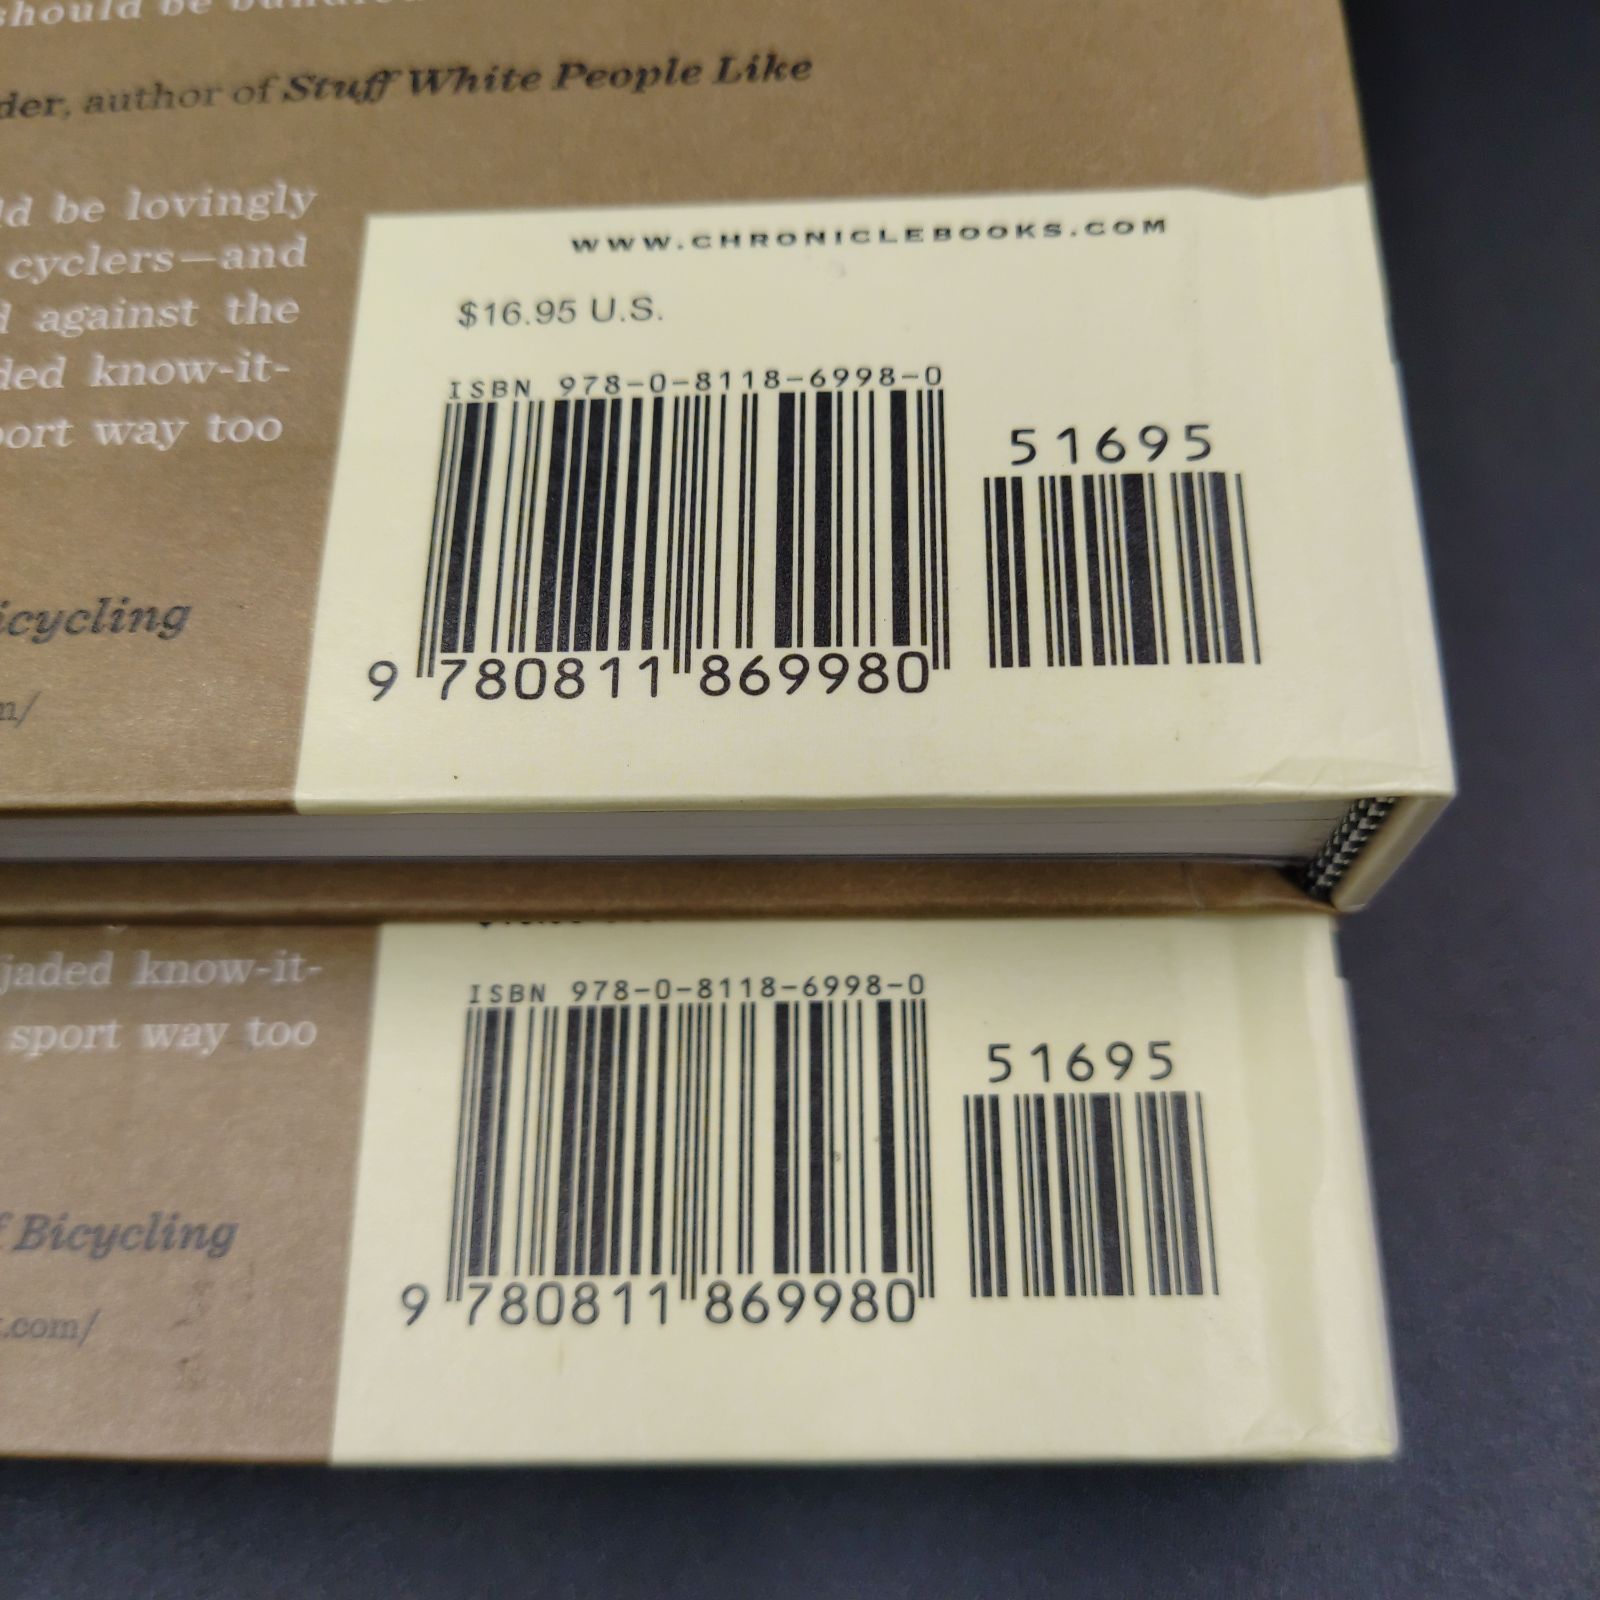 should be bundled
der, author of Stuff White People Like
ld be lovingly
cyclers—and
d against the
ded know-it-
port way too
icycling
m/
WWW.CHRONICLEBOOKS.COM
$16.95 U.S.
ISBN 978-0-8118-6998-0
51695
9 780811 869980
jaded know-it-
sport way too
f Bicycling
t.com/
ISBN 978-0-8118-6998-0
51695
9 780811 869980